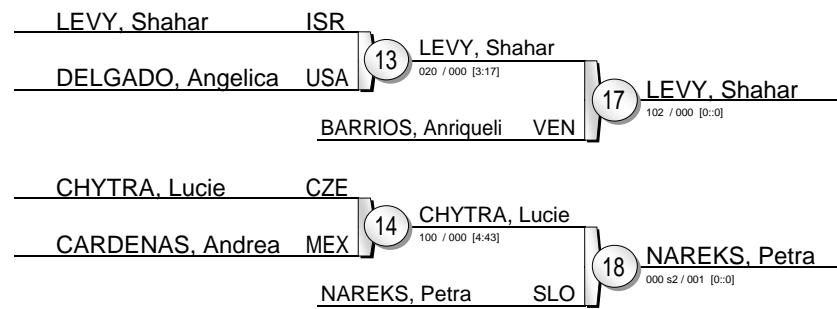 LEVY, Shahar ISR
DELGADO, Angelica USA
13
LEVY, Shahar
020 / 000 [3:17]
BARRIOS, Anriqueli VEN
17
LEVY, Shahar
102 / 000 [0::0]
CHYTRA, Lucie CZE
CARDENAS, Andrea MEX
14
CHYTRA, Lucie
100 / 000 [4:43]
NAREKS, Petra SLO
18
NAREKS, Petra
000 s2 / 001 [0::0]